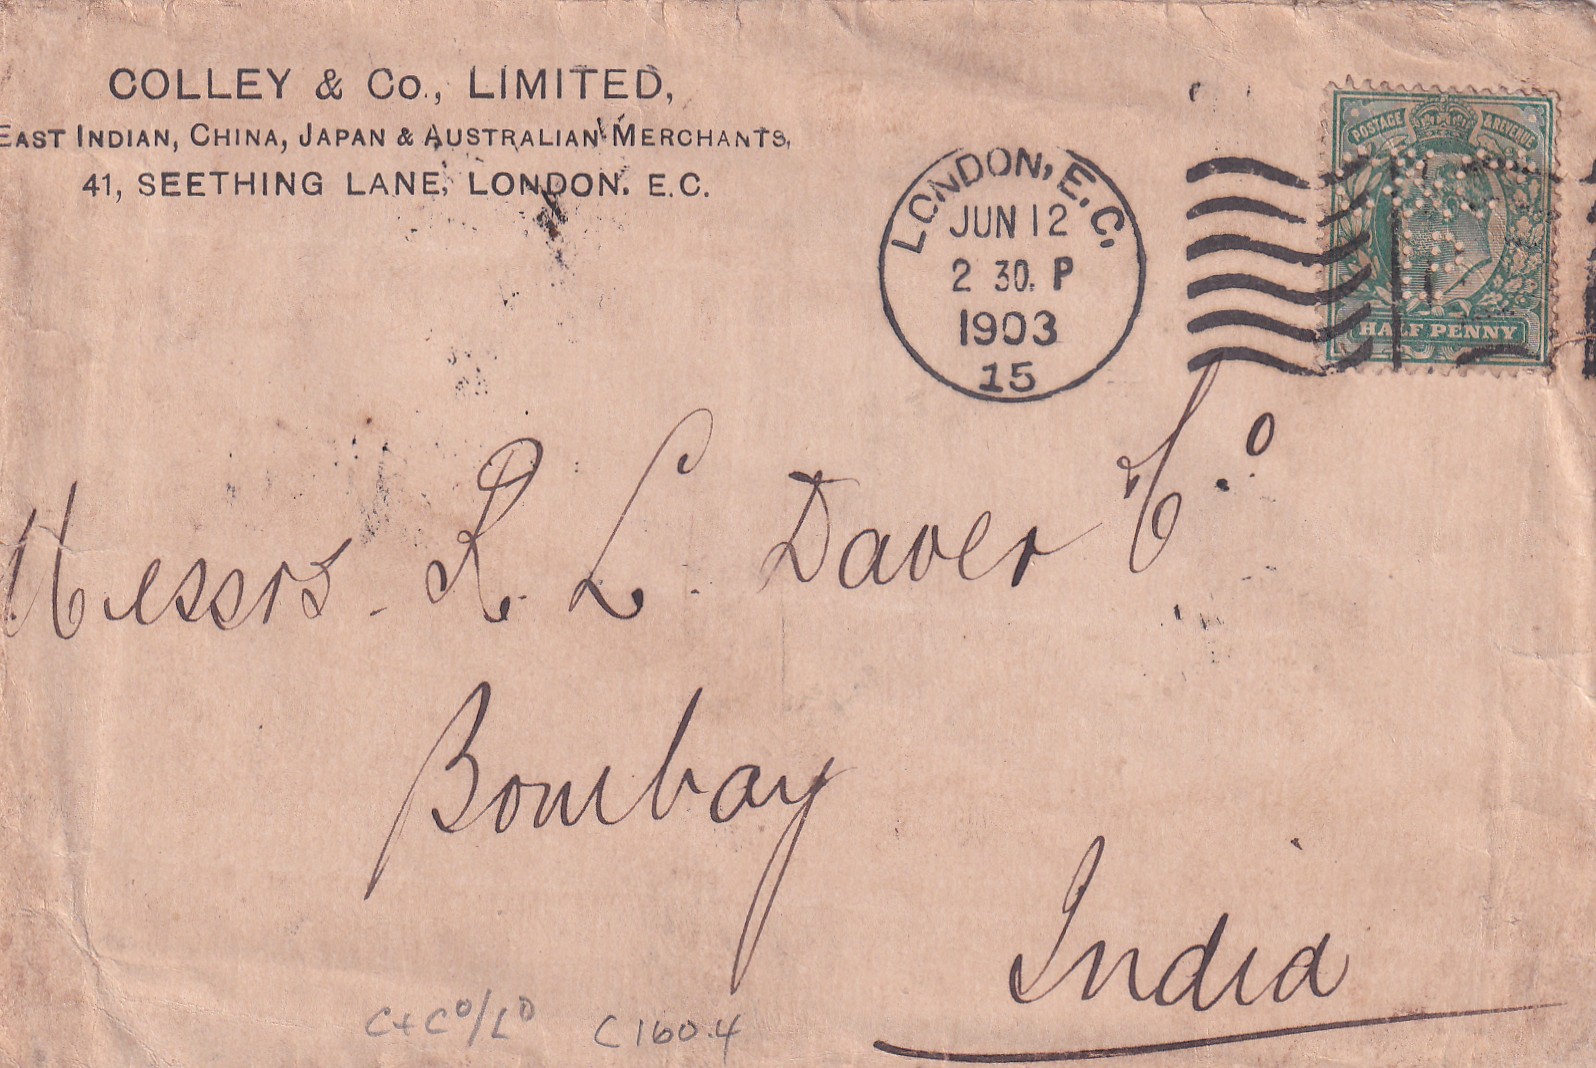 COLLEY & Co., LIMITED,
EAST INDIAN, CHINA, JAPAN & AUSTRALIAN MERCHANTS,
41, SEETHING LANE, LONDON. E.C.
LONDON, E.C.
JUN 12
2 30. P
1903
15
POSTAGE & REVENUE
HALF PENNY
Messrs. R. L. Daver Co
Bombay
India
C+Co/LD C160.4